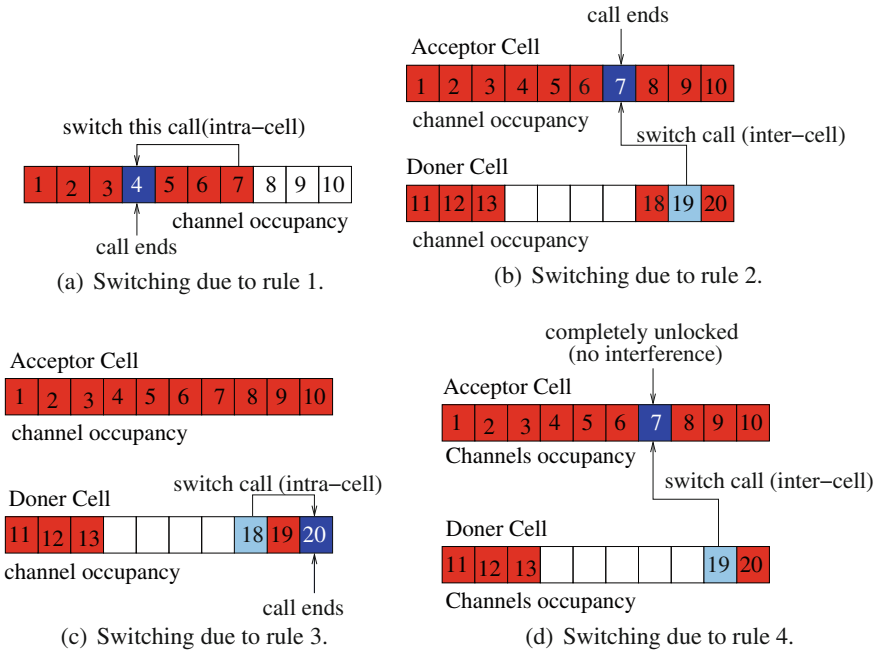 switch this call(intra−cell)
1 2 3 4 5 6 7 8 9 10
channel occupancy
call ends
(a) Switching due to rule 1.
call ends
Acceptor Cell
1 2 3 4 5 6 7 8 9 10
channel occupancy
switch call (inter−cell)
Doner Cell
11 12 13 18 19 20
channel occupancy
(b) Switching due to rule 2.
Acceptor Cell
1 2 3 4 5 6 7 8 9 10
channel occupancy
switch call (intra−cell)
Doner Cell
11 12 13 18 19 20
channel occupancy
call ends
(c) Switching due to rule 3.
completely unlocked
(no interference)
Acceptor Cell
1 2 3 4 5 6 7 8 9 10
Channels occupancy
switch call (inter−cell)
Doner Cell
11 12 13 19 20
Channels occupancy
(d) Switching due to rule 4.